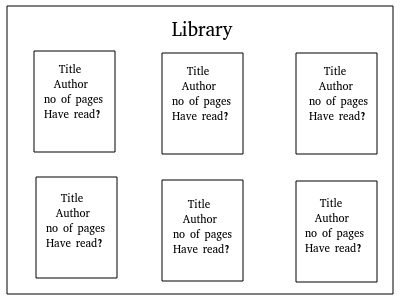 Library
Title
Author
no of pages
Have read?
Title
Author
no of pages
Have read?
Title
Author
no of pages
Have read?
Title
Author
no of pages
Have read?
Title
Author
no of pages
Have read?
Title
Author
no of pages
Have read?